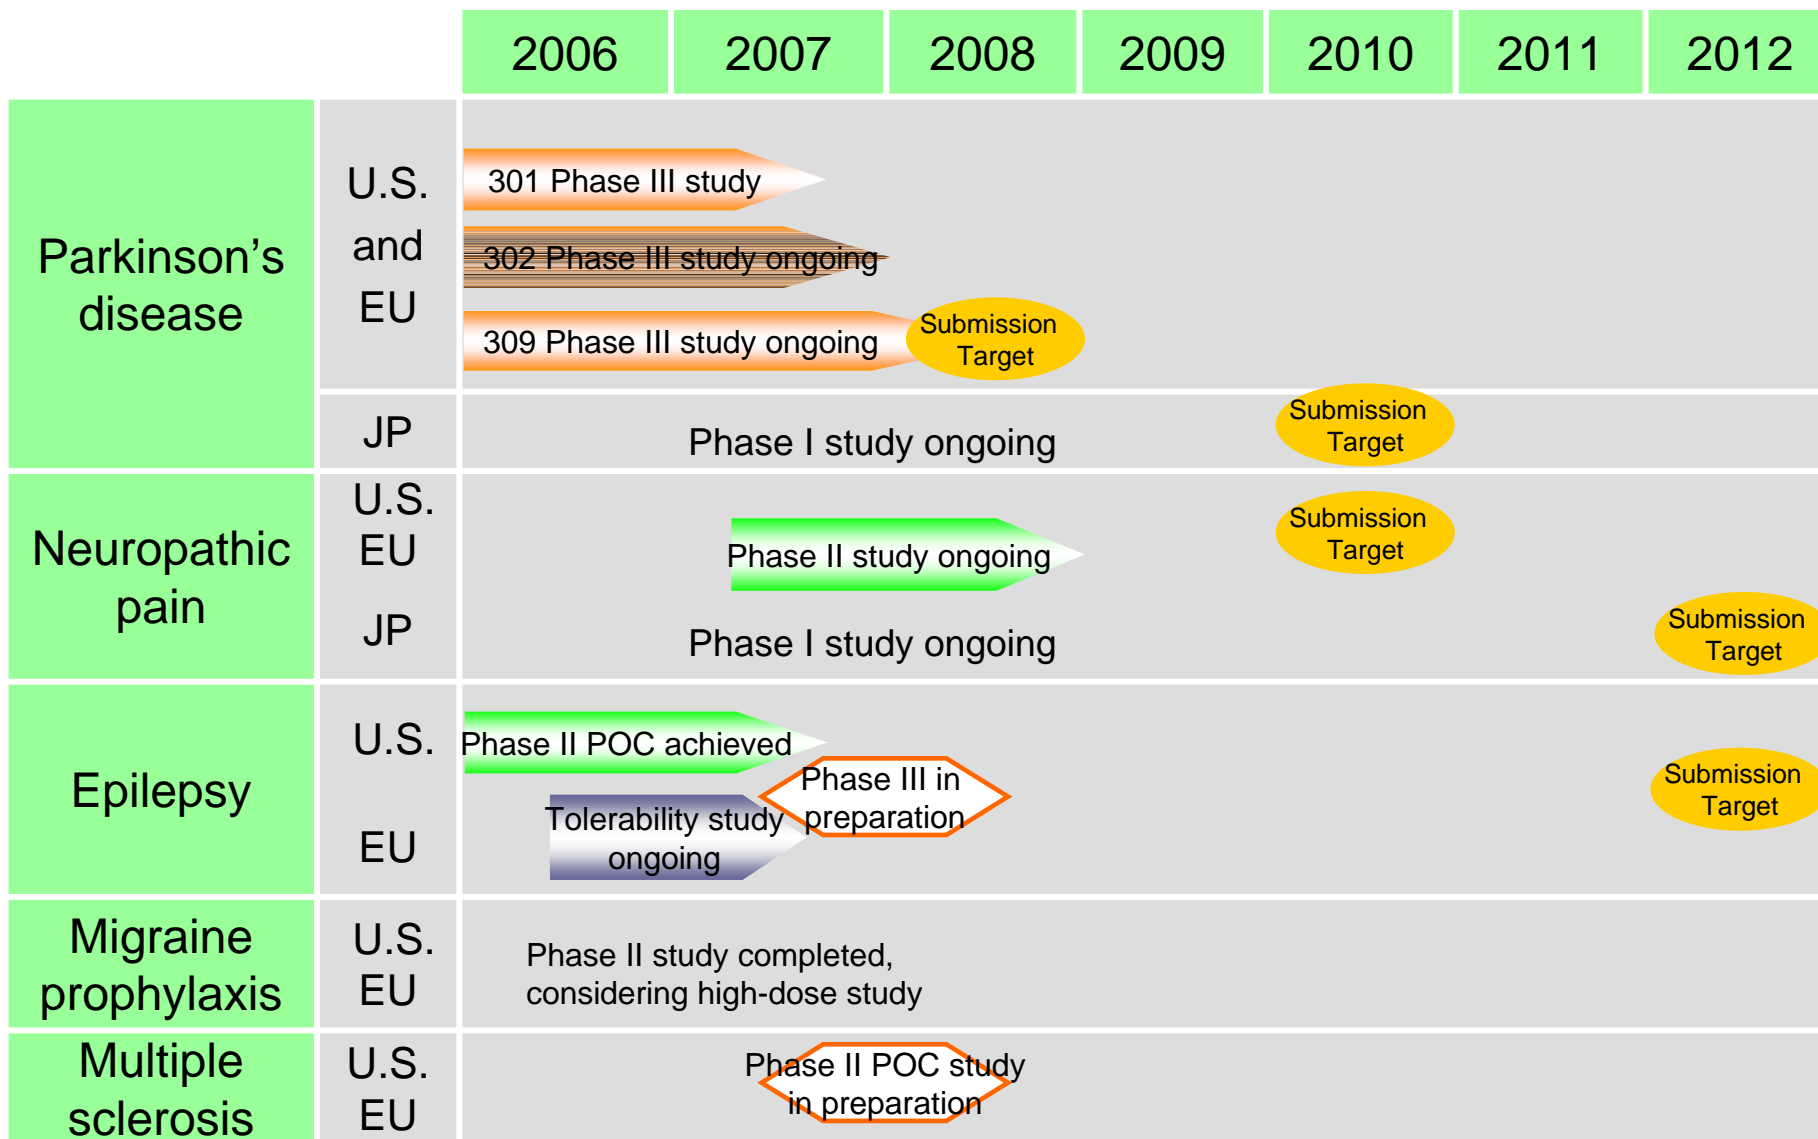 2006 2007 2008 2009 2010 2011 2012
Parkinson's
disease
U.S.
and
EU
301 Phase III study
302 Phase III study ongoing
309 Phase III study ongoing
Submission
Target
JP
Phase I study ongoing
Submission
Target
Neuropathic
pain
U.S.
EU
Phase II study ongoing
Submission
Target
JP
Phase I study ongoing
Submission
Target
Epilepsy
U.S.
Phase II POC achieved
Phase III in
preparation
Submission
Target
EU
Tolerability study
ongoing
Migraine
prophylaxis
U.S.
EU
Phase II study completed,
considering high-dose study
Multiple
sclerosis
U.S.
EU
Phase II POC study
in preparation